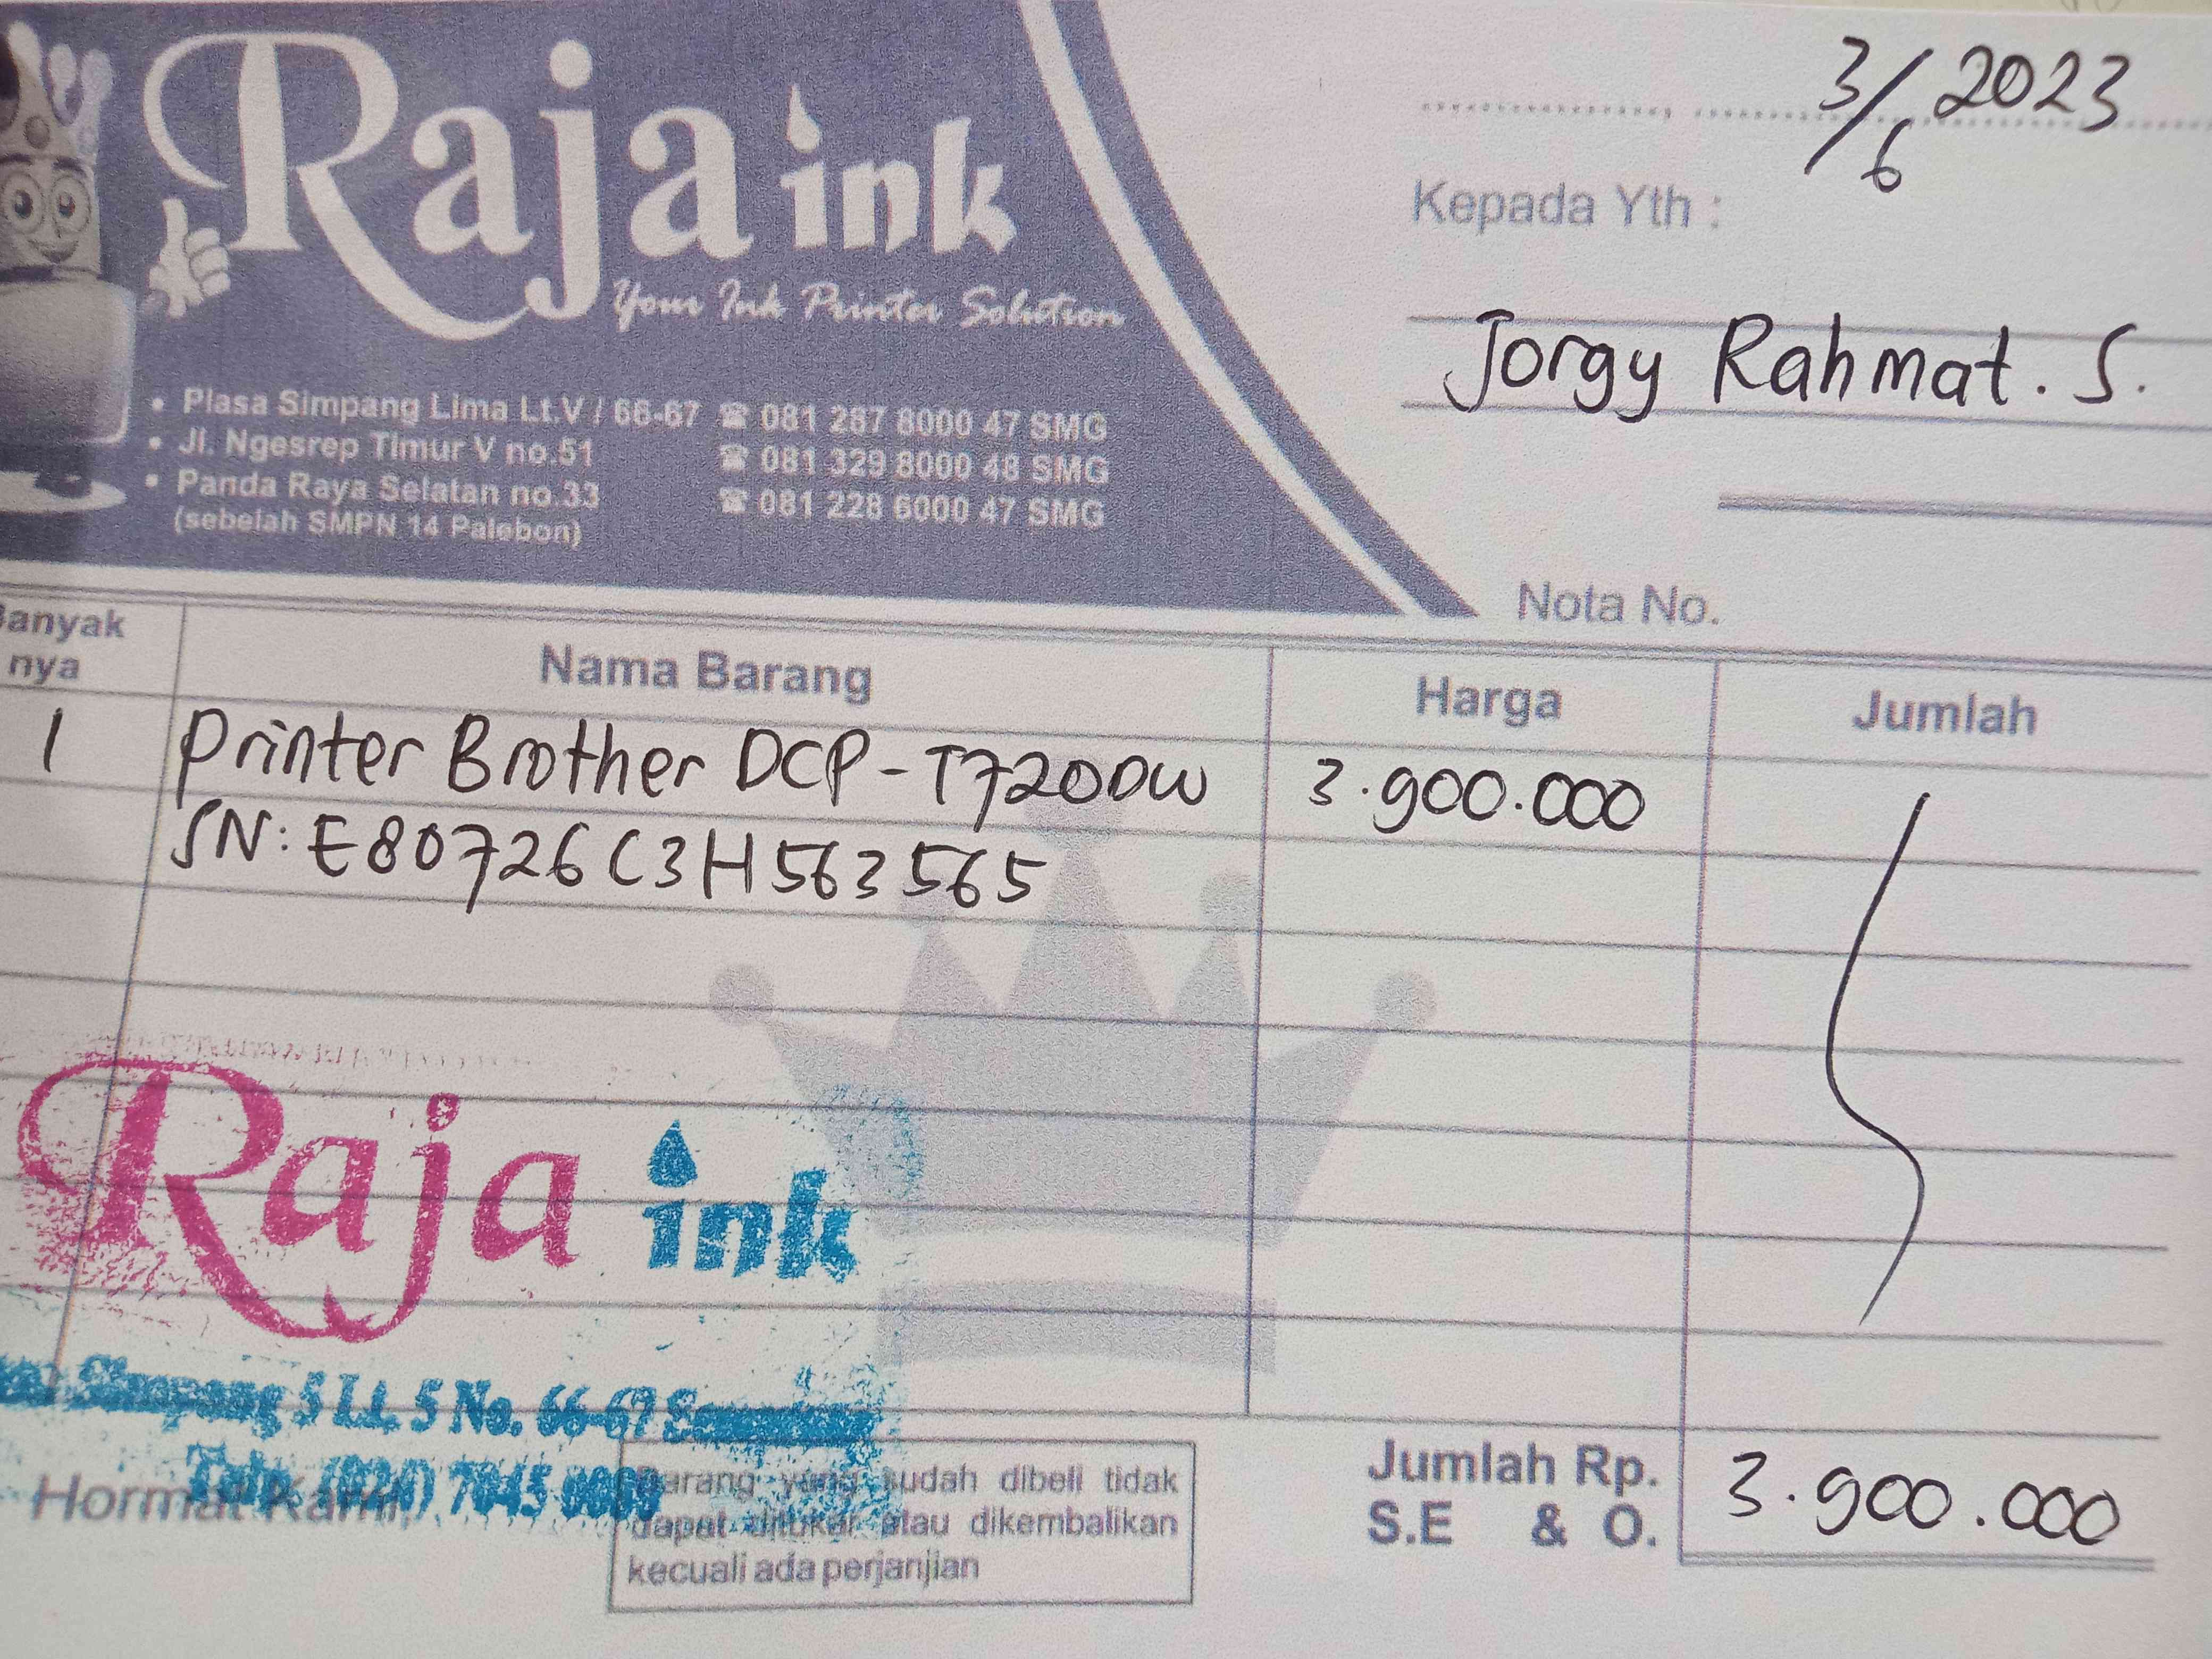 Raja ink
Your Ink Printer Solution
• Plasa Simpang Lima Lt.V / 66-67 ☎ 081 287 8000 47 SMG
• Jl. Ngesrep Timur V no.51 ☎ 081 329 8000 48 SMG
• Panda Raya Selatan no.33 ☎ 081 228 6000 47 SMG
(sebelah SMPN 14 Palebon)
3/6 2023
Kepada Yth :
Jorgy Rahmat. S.
Nota No.
Banyak nya Nama Barang Harga Jumlah
1 Printer Brother DCP-T720DW 3.900.000
SN: E80726C3H563565
Raja ink
Simpang 5 Lt. 5 No. 66-67
Telp. (024) 7045
Hormat Kami,
Barang yang sudah dibeli tidak
dapat ditukar atau dikembalikan
kecuali ada perjanjian
Jumlah Rp. 3.900.000
S.E & O.